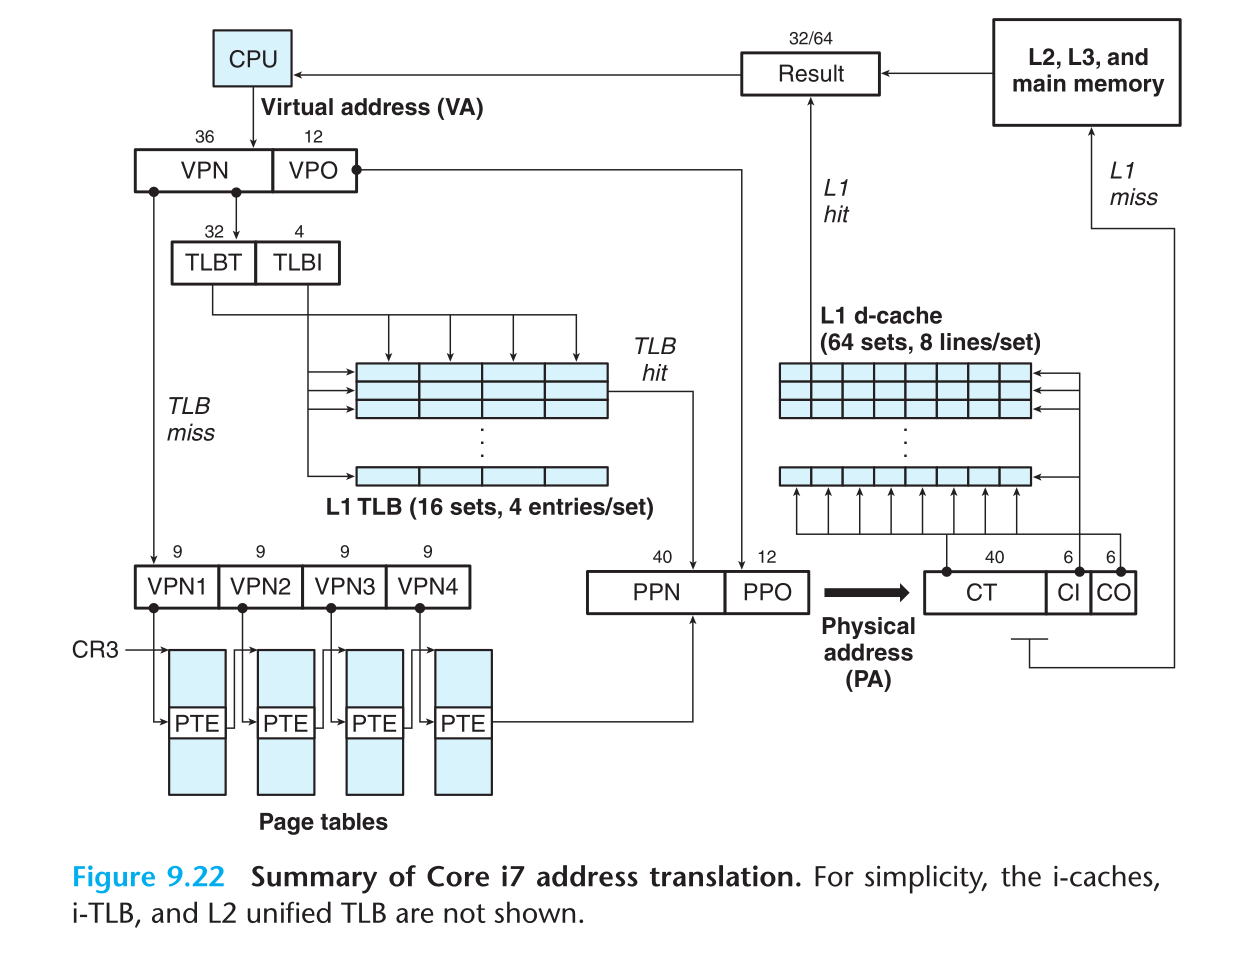 CPU
32/64
Result
L2, L3, and
main memory
Virtual address (VA)
36 12
VPN VPO
L1
hit
L1
miss
32 4
TLBT TLBI
L1 d-cache
(64 sets, 8 lines/set)
TLB
hit
TLB
miss
L1 TLB (16 sets, 4 entries/set)
9 9 9 9
VPN1 VPN2 VPN3 VPN4
40 12
PPN PPO
40 6 6
CT CI CO
Physical
address
(PA)
CR3
PTE PTE PTE PTE
Page tables
Figure 9.22 Summary of Core i7 address translation. For simplicity, the i-caches,
i-TLB, and L2 unified TLB are not shown.